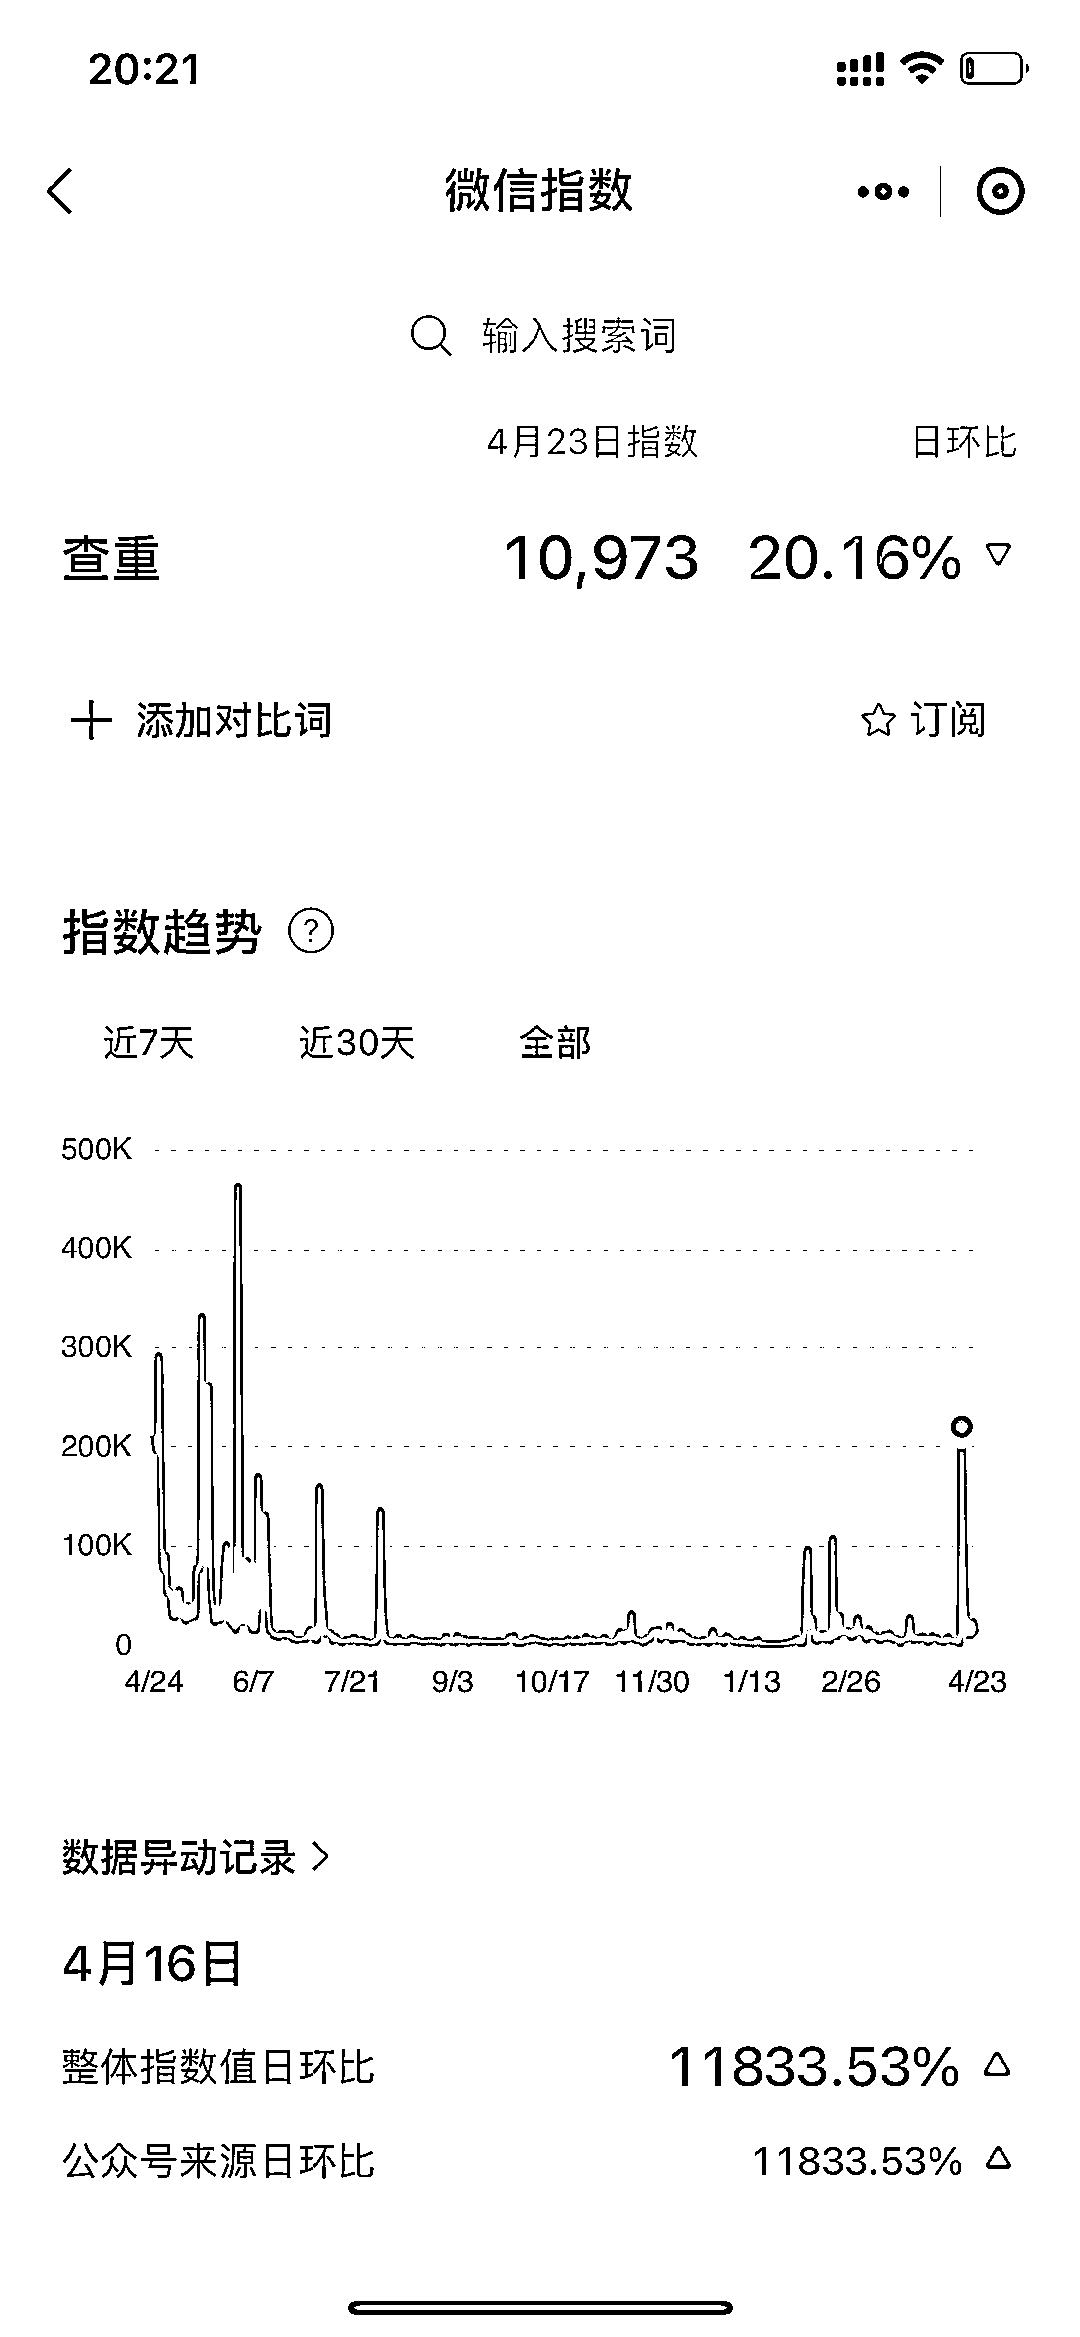 20:21
微信指数
输入搜索词
4月23日指数 日环比
查重 10,973 20.16%
添加对比词 订阅
指数趋势 ?
近7天 近30天 全部
500K
400K
300K
200K
100K
0
4/24 6/7 7/21 9/3 10/17 11/30 1/13 2/26 4/23
数据异动记录
4月16日
整体指数值日环比 11833.53%
公众号来源日环比 11833.53%